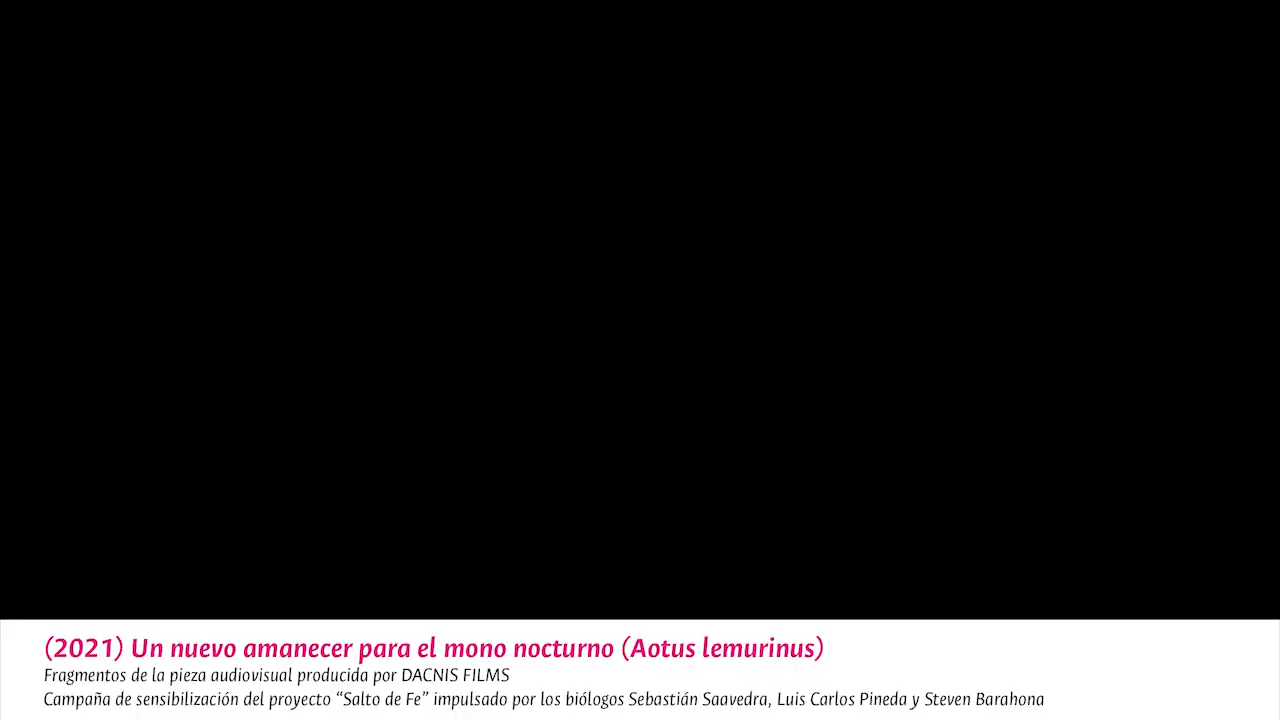 (2021) Un nuevo amanecer para el mono nocturno (Aotus lemurinus)
Fragmentos de la pieza audiovisual producida por DACNIS FILMS
Campaña de sensibilización del proyecto “Salto de Fe” impulsado por los biólogos Sebastián Saavedra, Luis Carlos Pineda y Steven Barahona